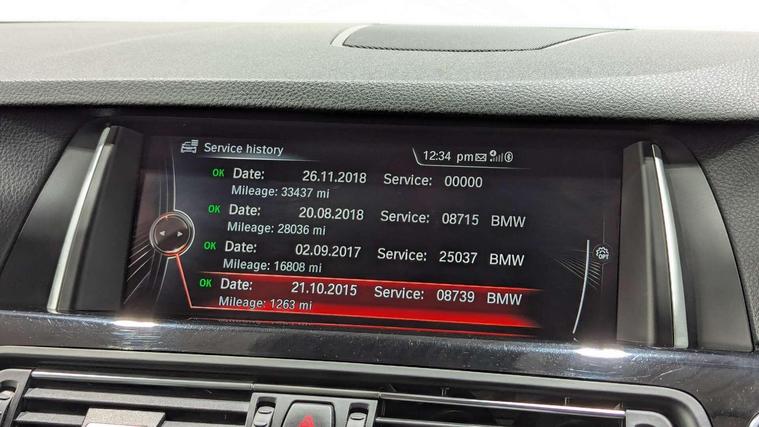 Service history
12:34 pm
OK Date: 26.11.2018 Service: 00000
Mileage: 33437 mi
OK Date: 20.08.2018 Service: 08715 BMW
Mileage: 28036 mi
OK Date: 02.09.2017 Service: 25037 BMW
Mileage: 16808 mi
OK Date: 21.10.2015 Service: 08739 BMW
Mileage: 1263 mi
OPT